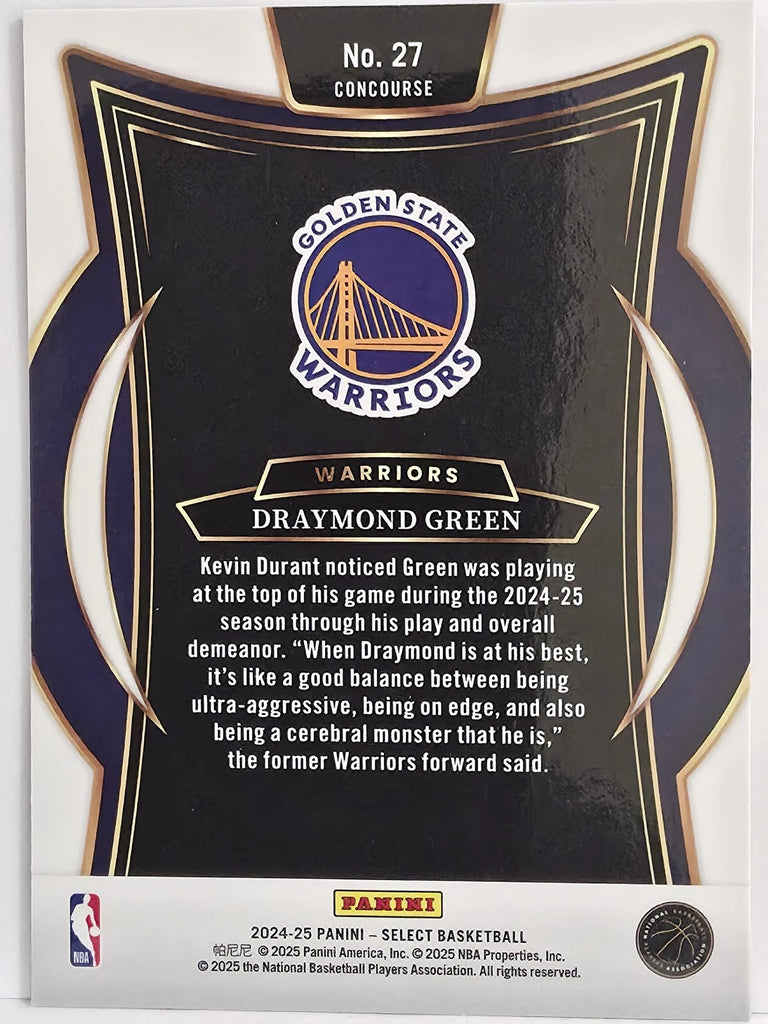 No. 27
CONCOURSE
GOLDEN STATE
WARRIORS
WARRIORS
DRAYMOND GREEN
Kevin Durant noticed Green was playing
at the top of his game during the 2024-25
season through his play and overall
demeanor. “When Draymond is at his best,
it’s like a good balance between being
ultra-aggressive, being on edge, and also
being a cerebral monster that he is,”
the former Warriors forward said.
PANINI
NBA
2024-25 PANINI – SELECT BASKETBALL
帕尼尼 © 2025 Panini America, Inc. © 2025 NBA Properties, Inc.
© 2025 the National Basketball Players Association. All rights reserved.
NATIONAL BASKETBALL